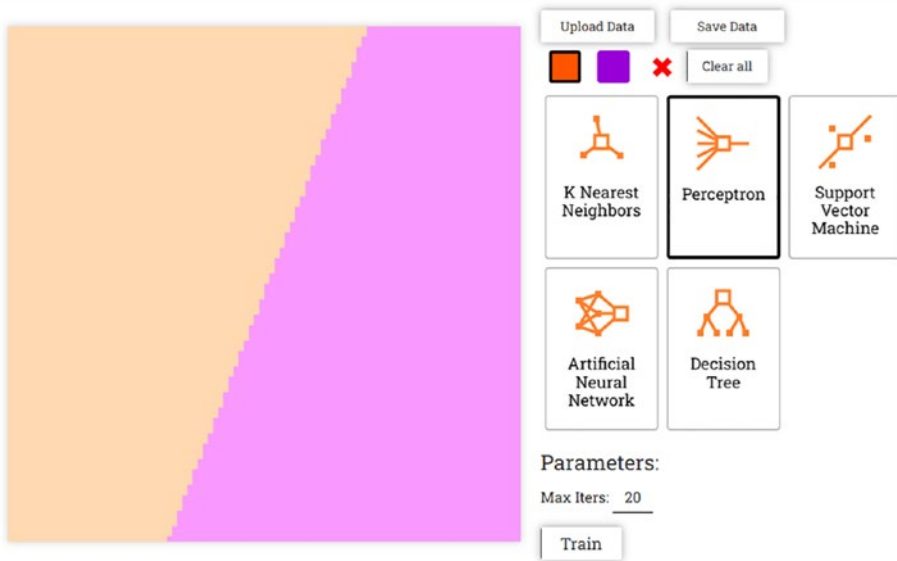 Upload Data
Save Data
Clear all
K Nearest
Neighbors
Perceptron
Support
Vector
Machine
Artificial
Neural
Network
Decision
Tree
Parameters:
Max Iters: 20
Train